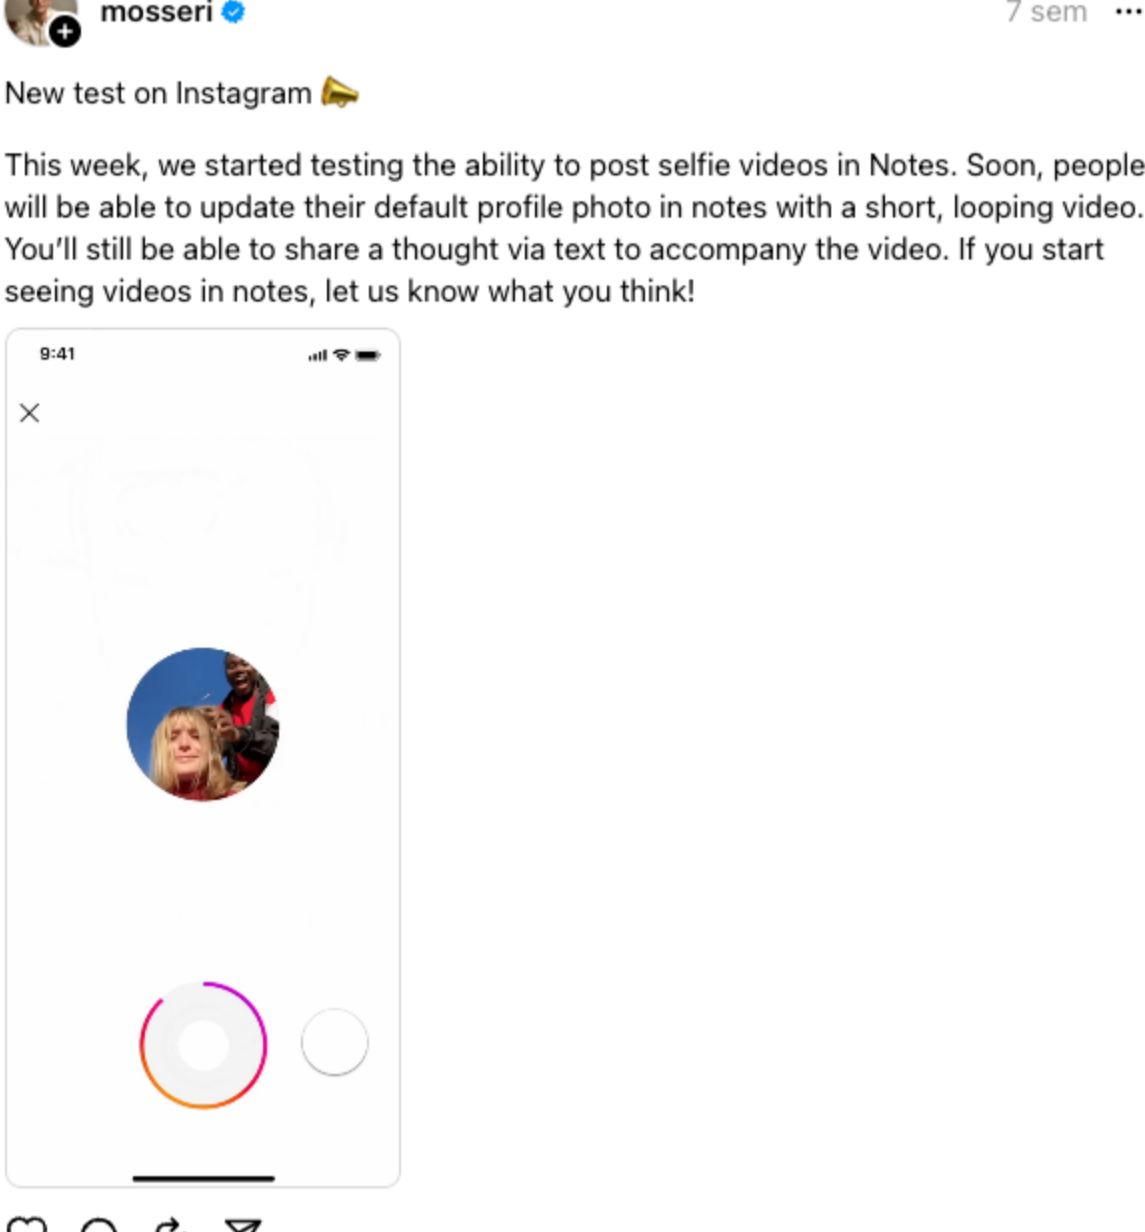 mosseri
7 sem
New test on Instagram
This week, we started testing the ability to post selfie videos in Notes. Soon, people
will be able to update their default profile photo in notes with a short, looping video.
You’ll still be able to share a thought via text to accompany the video. If you start
seeing videos in notes, let us know what you think!
9:41